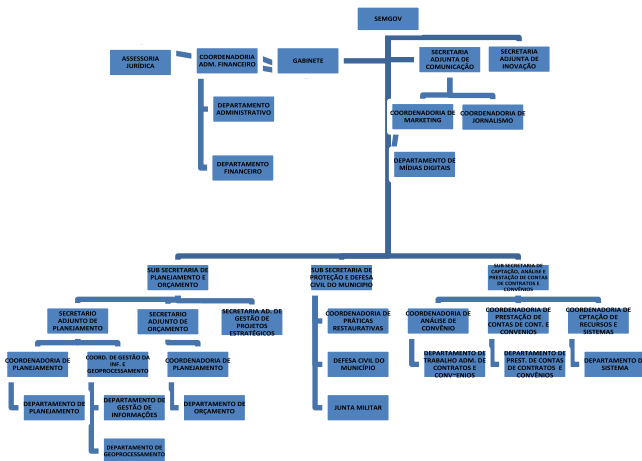 SEMGOV
ASSESSORIA
JURÍDICA
COORDENADORIA
ADM. FINANCEIRO
GABINETE
SECRETARIA
ADJUNTA DE
COMUNICAÇÃO
SECRETARIA
ADJUNTA DE
INOVAÇÃO
DEPARTAMENTO
ADMINISTRATIVO
COORDENADORIA DE
MARKETING
COORDENADORIA DE
JORNALISMO
DEPARTAMENTO
FINANCEIRO
DEPARTAMENTO DE
MÍDIAS DIGITAIS
SUB SECRETARIA DE
PLANEJAMENTO E
ORÇAMENTO
SUB SECRETARIA DE
PROTEÇÃO E DEFESA
CIVIL DO MUNICIPIO
SUB SECRETARIA DE
CAPTAÇÃO, ANÁLISE E
PRESTAÇÃO DE CONTAS
DE CONTRATOS E
CONVÊNIOS
SECRETARIO
ADJUNTO DE
PLANEJAMENTO
SECRETARIO
ADJUNTO DE
ORÇAMENTO
SECRETARIA AD. DE
GESTÃO DE
PROJETOS
ESTRATÉGICOS
COORDENADORIA DE
PRÁTICAS
RESTAURATIVAS
COORDENADORIA
DE ANÁLISE DE
CONVÊNIO
COORDENADORIA DE
PRESTAÇÃO DE
CONTAS DE CONT. E
CONVENIOS
COORDENADORIA DE
CPTAÇÃO DE
RECURSOS E
SISTEMAS
COORDENADORIA DE
PLANEJAMENTO
COORD. DE GESTÃO DA
INF. E
GEOPROCESSAMENTO
COORDENADORIA DE
PLANEJAMENTO
DEFESA CIVIL DO
MUNICÍPIO
DEPARTAMENTO DE
TRABALHO ADM. DE
CONTRATOS E
CONV~ENIOS
DEPARTAMENTO DE
PREST. DE CONTAS
DE CONTRATOS E
CONVÊNIOS
DEPARTAMENTO DE
SISTEMA
DEPARTAMENTO DE
PLANEJAMENTO
DEPARTAMENTO DE
GESTÃO DE
INFORMAÇÕES
DEPARTAMENTO DE
ORÇAMENTO
JUNTA MILITAR
DEPARTAMENTO DE
GEOPROCESSAMENTO